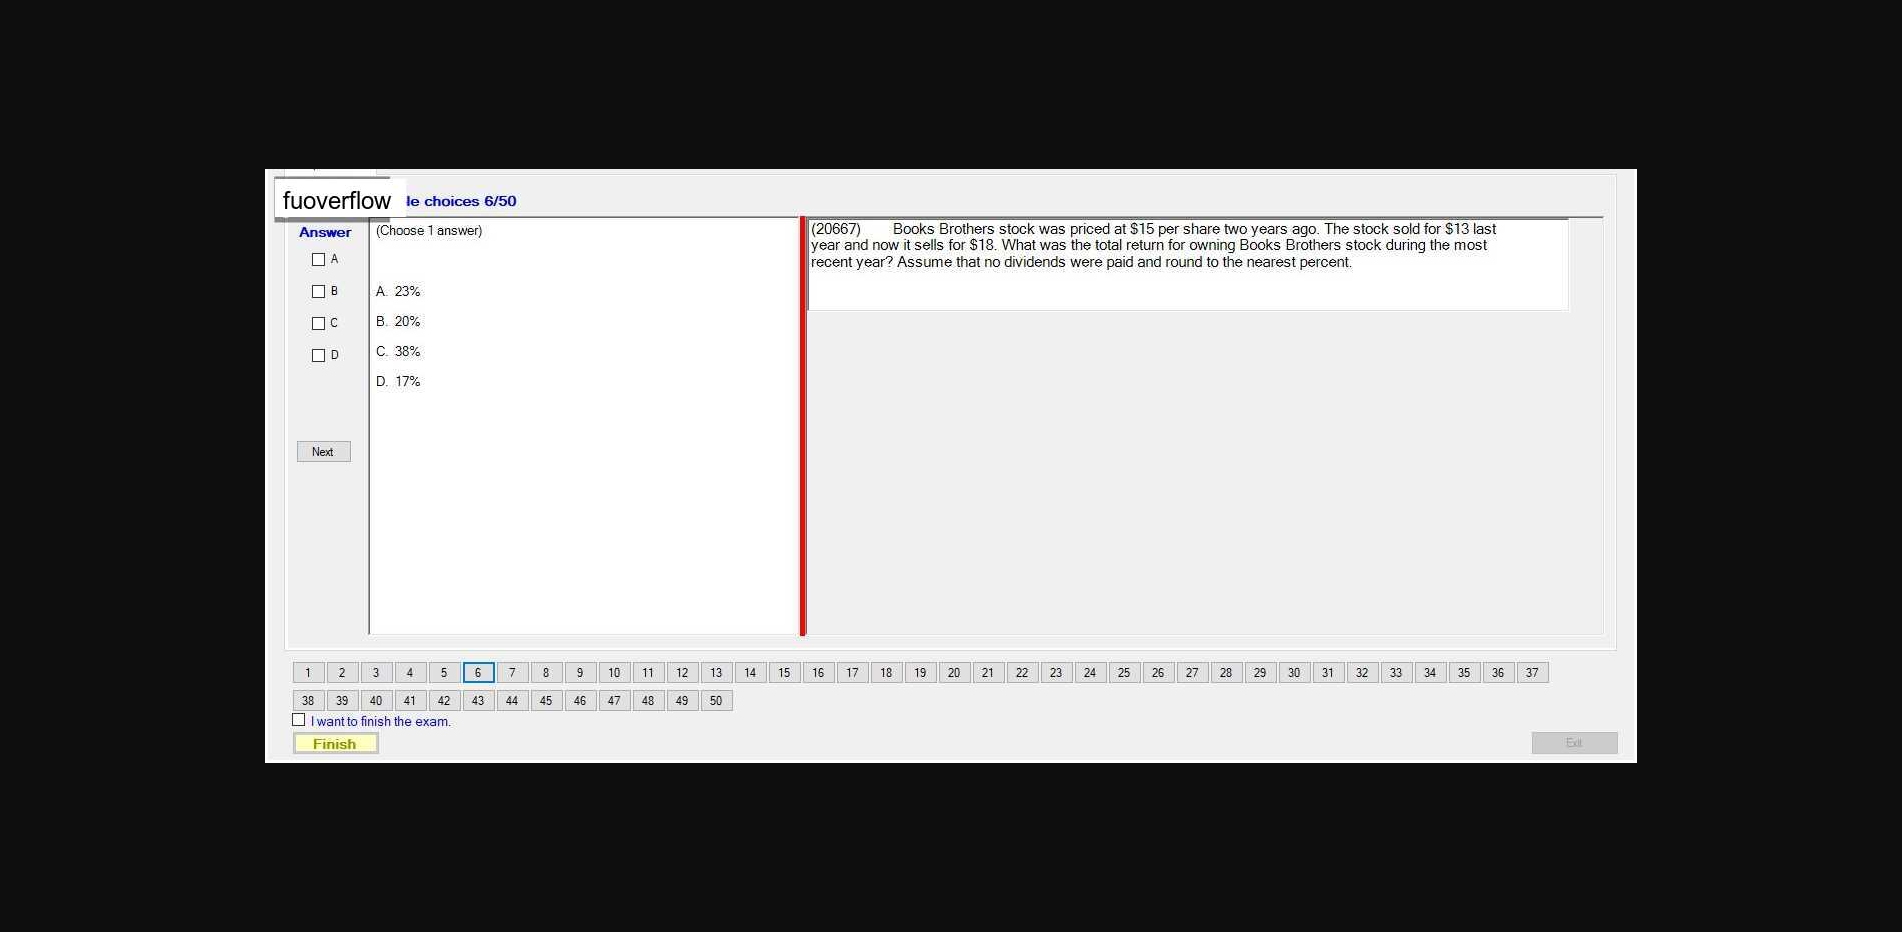 fuoverflow
le choices 6/50
Answer
A
B
C
D
Next
(Choose 1 answer)
A. 23%
B. 20%
C. 38%
D. 17%
(20667) Books Brothers stock was priced at $15 per share two years ago. The stock sold for $13 last
year and now it sells for $18. What was the total return for owning Books Brothers stock during the most
recent year? Assume that no dividends were paid and round to the nearest percent.
1 2 3 4 5 6 7 8 9 10 11 12 13 14 15 16 17 18 19 20 21 22 23 24 25 26 27 28 29 30 31 32 33 34 35 36 37
38 39 40 41 42 43 44 45 46 47 48 49 50
I want to finish the exam.
Finish
Exit